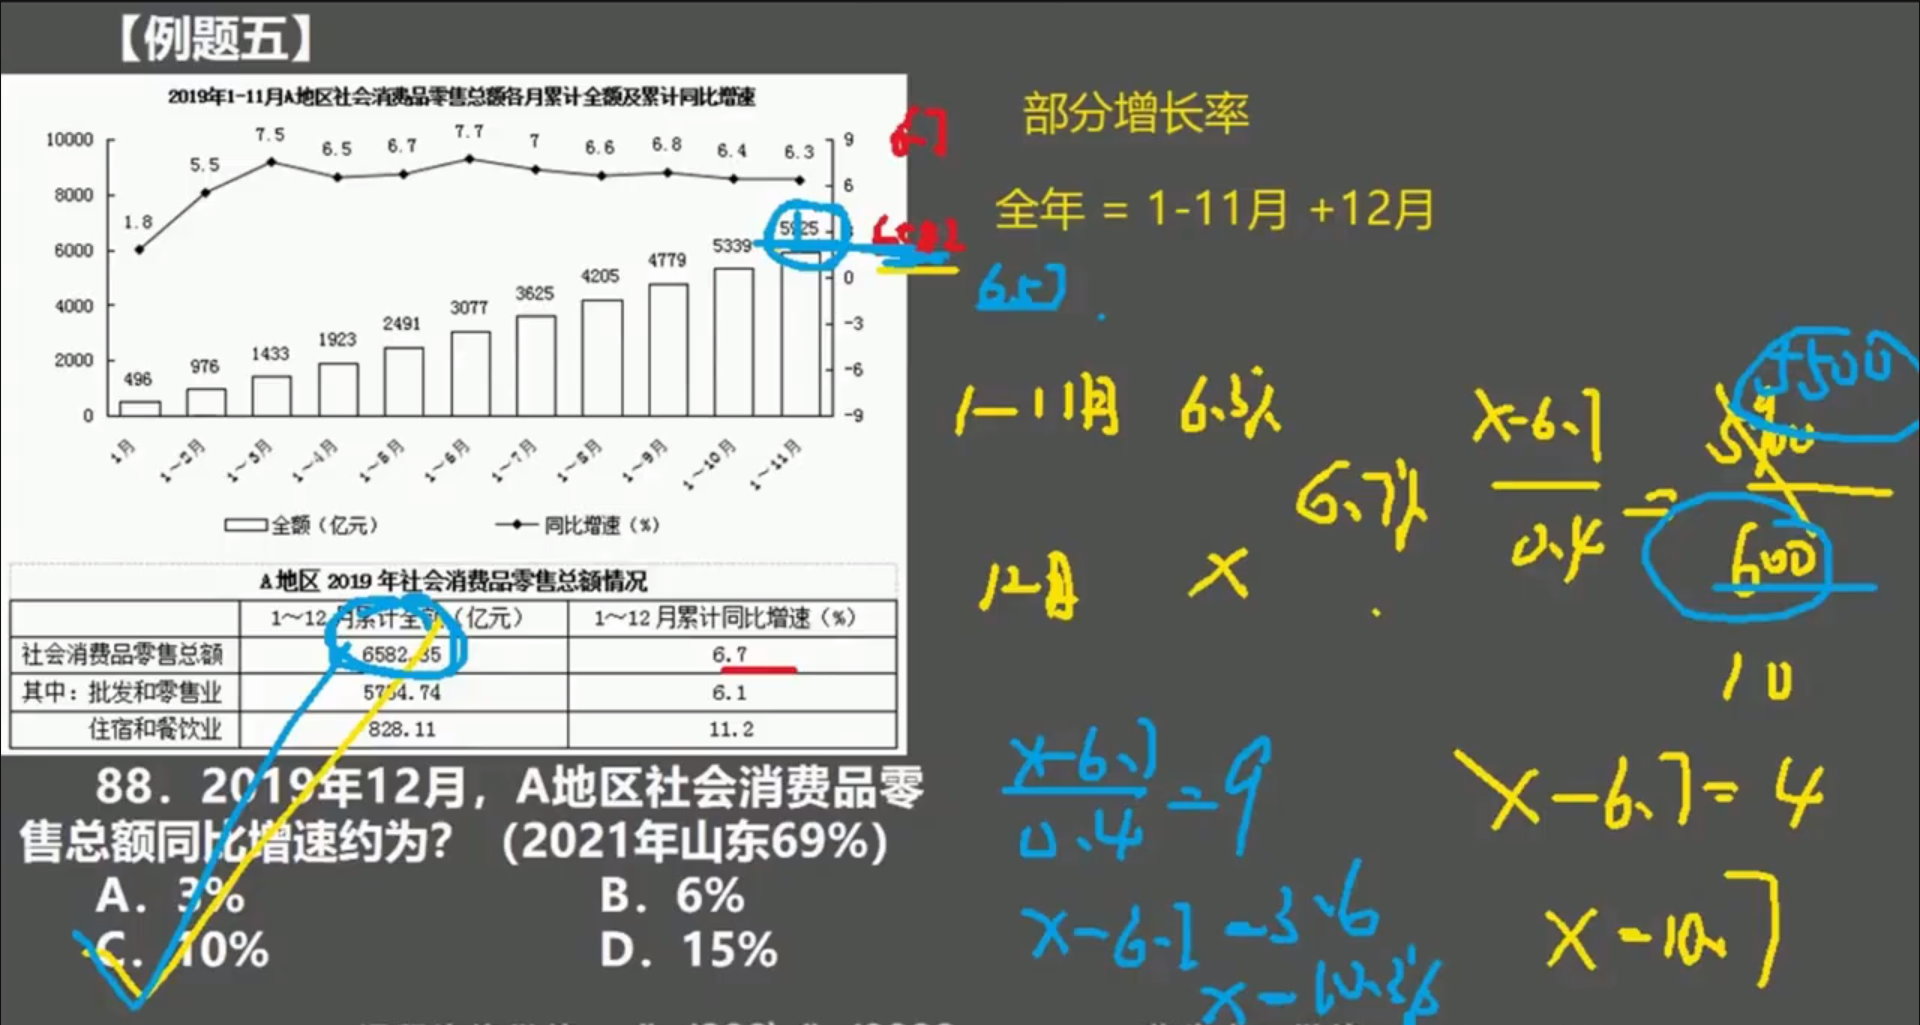 【例题五】
2019年1-11月A地区社会消费品零售总额各月累计全额及累计同比增速
10000
8000
6000
4000
2000
0
9
6
3
0
-3
-6
-9
1.8
5.5
7.5
6.5
6.7
7.7
7
6.6
6.8
6.4
6.3
496
976
1433
1923
2491
3077
3625
4205
4779
5339
5925
1月
1～2月
1～3月
1～4月
1～5月
1～6月
1～7月
1～8月
1～9月
1～10月
1～11月
全额（亿元） 同比增速（%）
A 地区 2019 年社会消费品零售总额情况
1～12 月累计全额（亿元） 1～12 月累计同比增速（%）
社会消费品零售总额 6582.85 6.7
其中：批发和零售业 5754.74 6.1
住宿和餐饮业 828.11 11.2
88. 2019年12月，A地区社会消费品零
售总额同比增速约为？（2021年山东69%）
A. 3% B. 6%
C. 10% D. 15%
6.7
部分增长率
全年 = 1-11月 +12月
657
1-11月 6.3%
6.7%
12月 x
x-6.7
0.4
=
5500
600
10
x-6.7=4
x-10.7
x-6.7
0.4
=9
x-6.7-3.6
x-10.3%